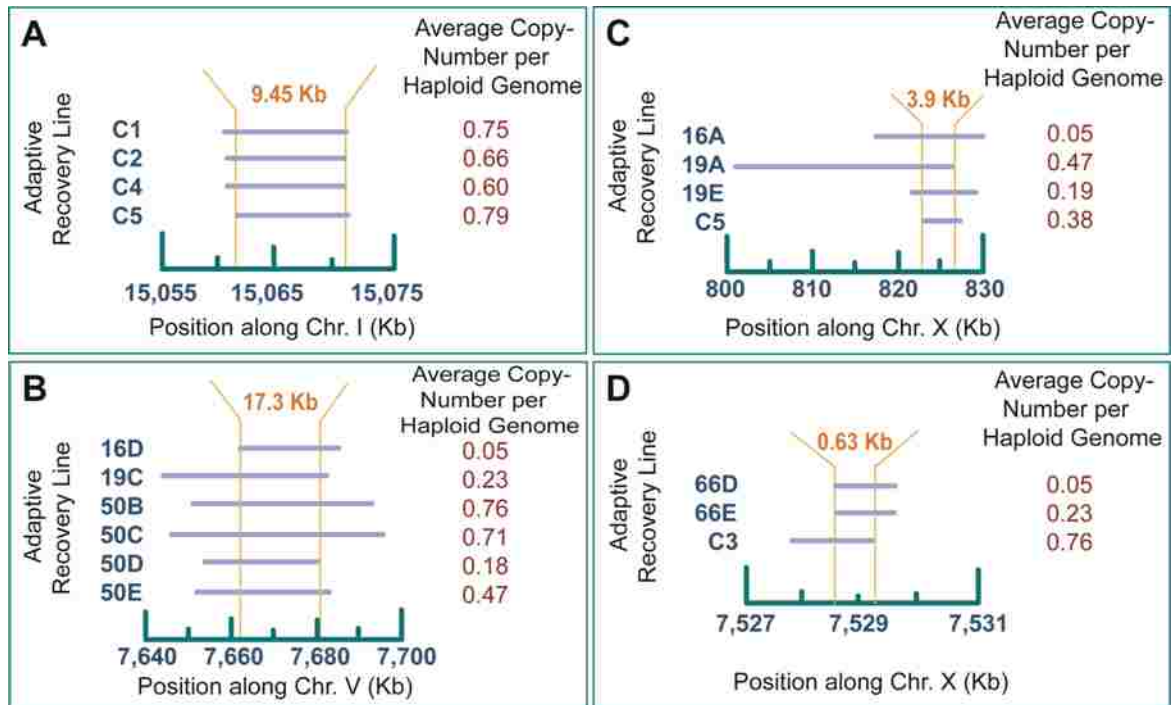 A
Average Copy-
Number per
Haploid Genome
9.45 Kb
Adaptive
Recovery Line
C1
0.75
C2
0.66
C4
0.60
C5
0.79
15,055
15,065
15,075
Position along Chr. I (Kb)
C
Average Copy-
Number per
Haploid Genome
3.9 Kb
Adaptive
Recovery Line
16A
0.05
19A
0.47
19E
0.19
C5
0.38
800
810
820
830
Position along Chr. X (Kb)
B
Average Copy-
Number per
Haploid Genome
17.3 Kb
Adaptive
Recovery Line
16D
0.05
19C
0.23
50B
0.76
50C
0.71
50D
0.18
50E
0.47
7,640
7,660
7,680
7,700
Position along Chr. V (Kb)
D
Average Copy-
Number per
Haploid Genome
0.63 Kb
Adaptive
Recovery Line
66D
0.05
66E
0.23
C3
0.76
7,527
7,529
7,531
Position along Chr. X (Kb)